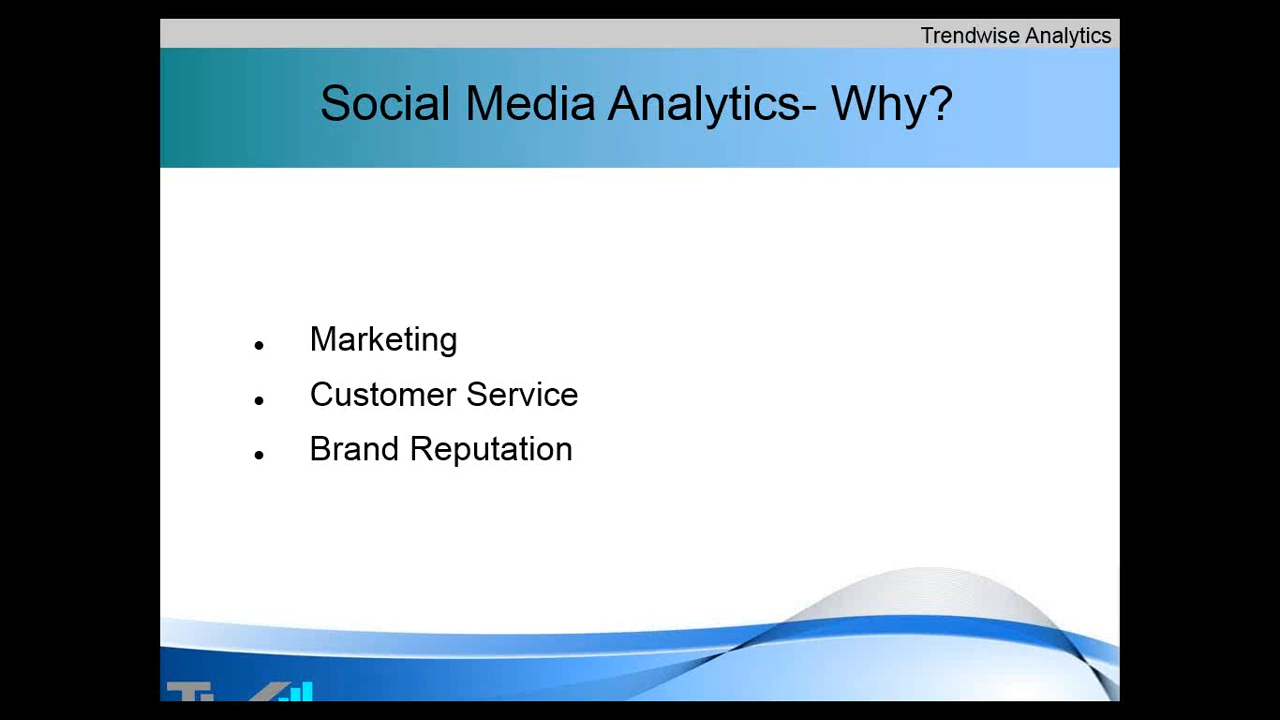 Trendwise Analytics
Social Media Analytics- Why?
• Marketing
• Customer Service
• Brand Reputation